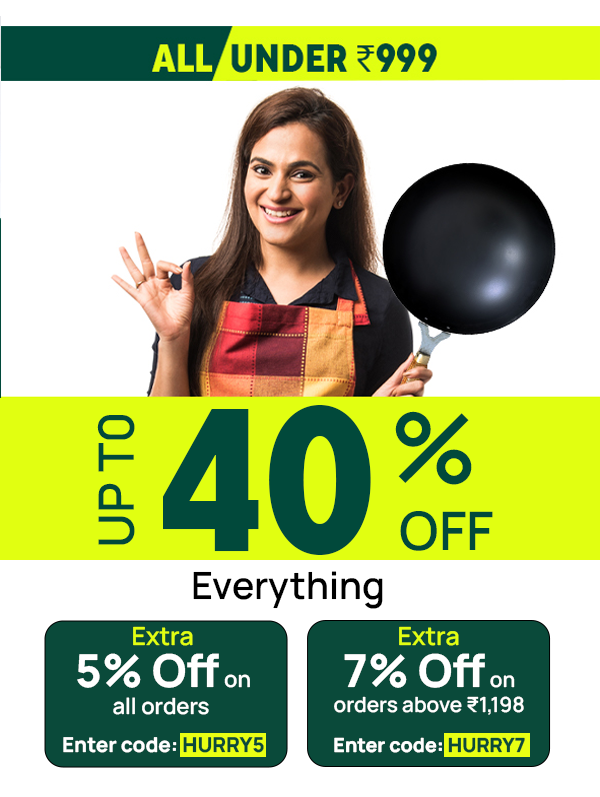 ALL UNDER ₹999
UP TO 40% OFF
Everything
Extra
5% Off on
all orders
Enter code: HURRY5
Extra
7% Off on
orders above ₹1,198
Enter code: HURRY7